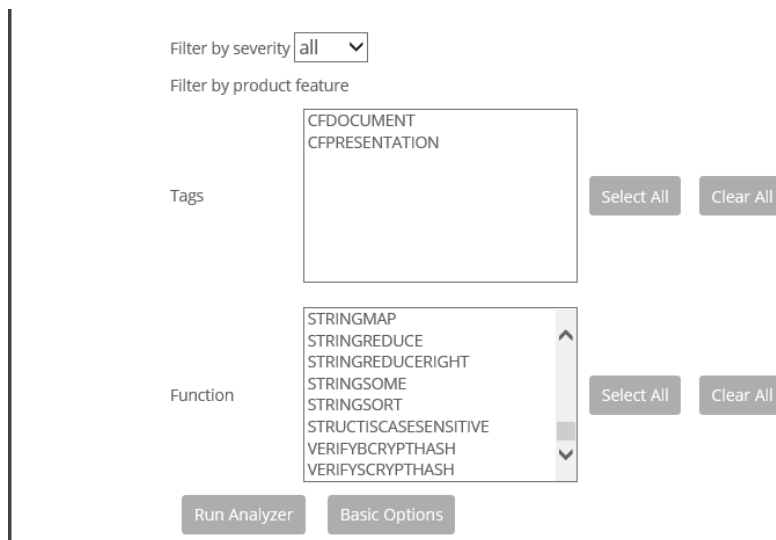 Filter by severity all
Filter by product feature
CFDOCUMENT
CFPRESENTATION
Tags
Select All
Clear All
STRINGMAP
STRINGREDUCE
STRINGREDUCERIGHT
STRINGSOME
STRINGSORT
STRUCTISCASESENSITIVE
VERIFYBCRYPTHASH
VERIFYSCRYPTHASH
Function
Select All
Clear All
Run Analyzer
Basic Options